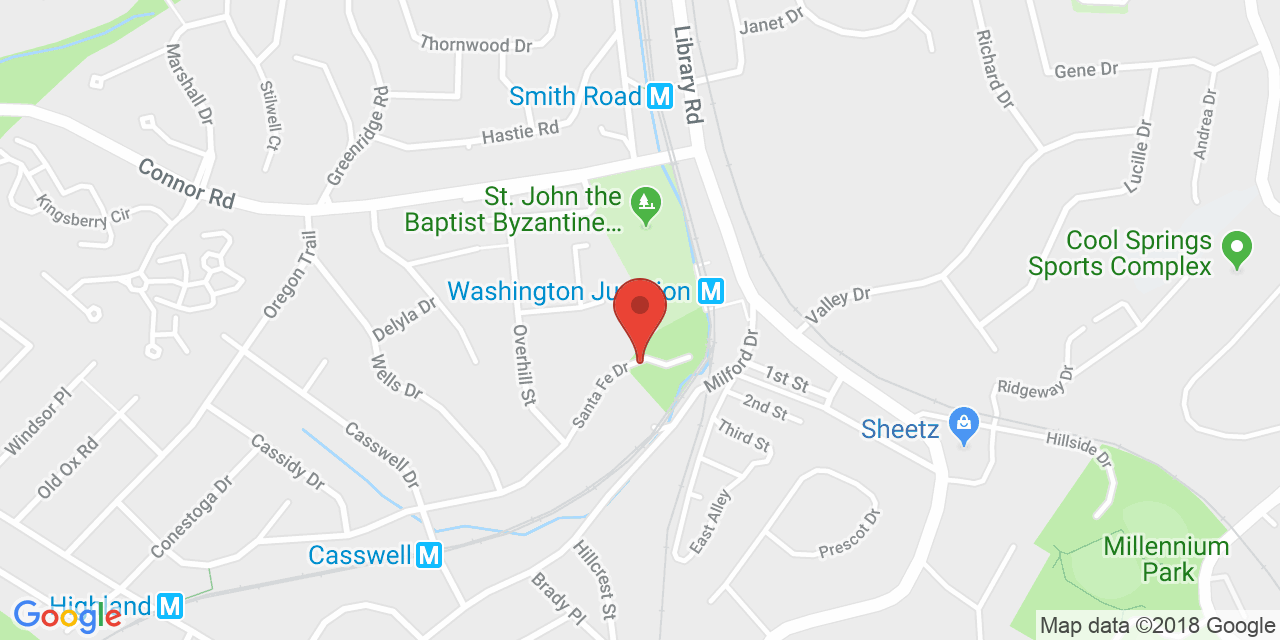 Thornwood Dr
Janet Dr
Library Rd
Richard Dr
Gene Dr
Marshall Dr
Stilwell Ct
Greenridge Rd
Smith Road M
Hastie Rd
Andrea Dr
Lucille Dr
Connor Rd
Kingsberry Cir
St. John the
Baptist Byzantine...
Oregon Trail
Cool Springs
Sports Complex
Washington Junction M
Valley Dr
Delyla Dr
Overhill St
Wells Dr
Santa Fe Dr
Milford Dr
1st St
2nd St
Third St
Ridgeway Dr
Windsor Pl
Old Ox Rd
Cassidy Dr
Casswell Dr
Conestoga Dr
Sheetz
Hillside Dr
East Alley
Prescot Dr
Casswell M
Hillcrest St
Brady Pl
Millennium
Park
Highland M
Google
Map data ©2018 Google